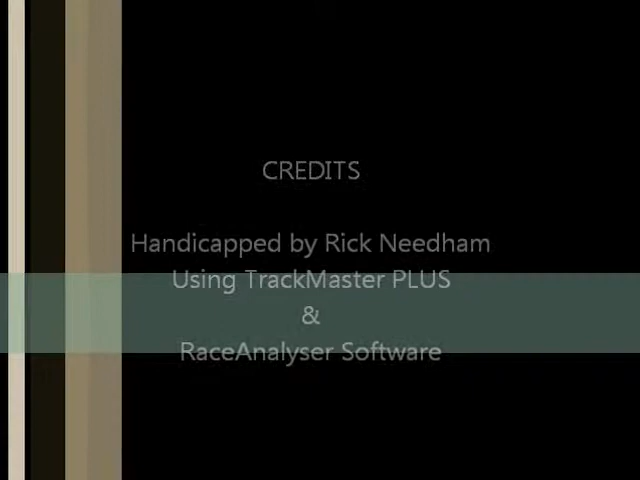 CREDITS
Handicapped by Rick Needham
Using TrackMaster PLUS
&
RaceAnalyser Software